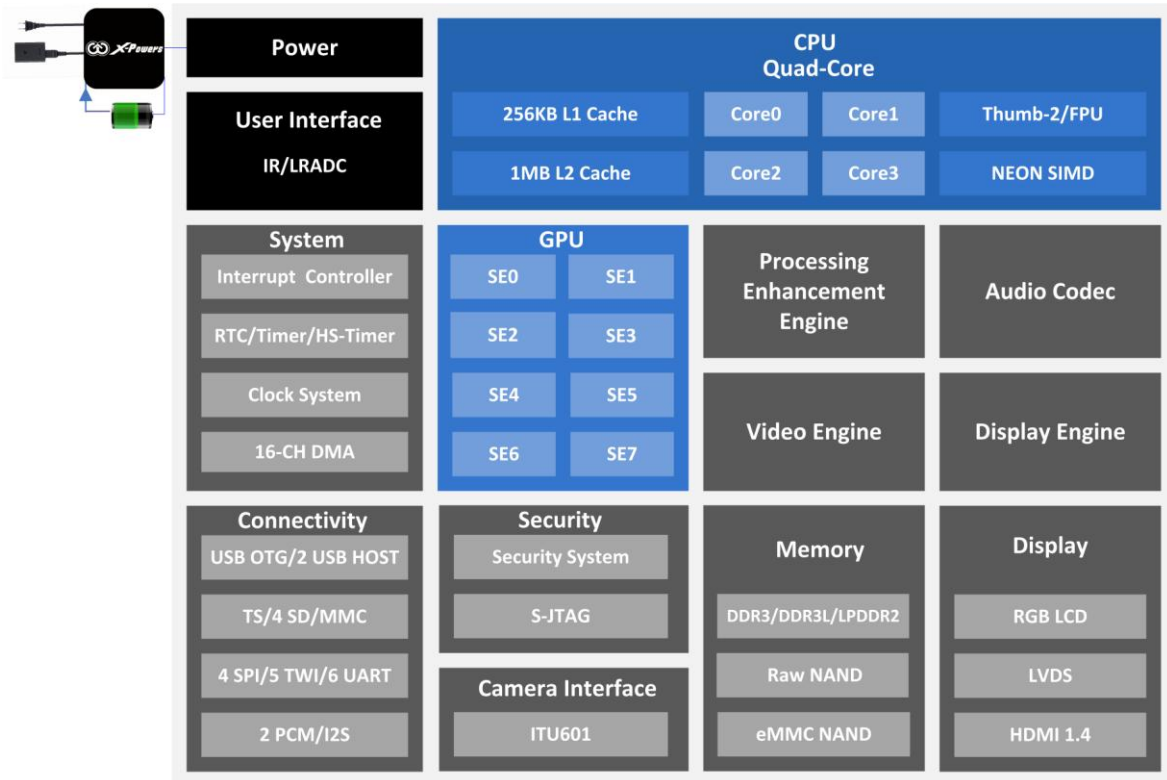 X-Powers
Power
CPU
Quad-Core
256KB L1 Cache
Core0
Core1
Thumb-2/FPU
1MB L2 Cache
Core2
Core3
NEON SIMD
User Interface
IR/LRADC
System
Interrupt Controller
RTC/Timer/HS-Timer
Clock System
16-CH DMA
GPU
SE0
SE1
SE2
SE3
SE4
SE5
SE6
SE7
Processing
Enhancement
Engine
Audio Codec
Video Engine
Display Engine
Connectivity
USB OTG/2 USB HOST
TS/4 SD/MMC
4 SPI/5 TWI/6 UART
2 PCM/I2S
Security
Security System
S-JTAG
Camera Interface
ITU601
Memory
DDR3/DDR3L/LPDDR2
Raw NAND
eMMC NAND
Display
RGB LCD
LVDS
HDMI 1.4